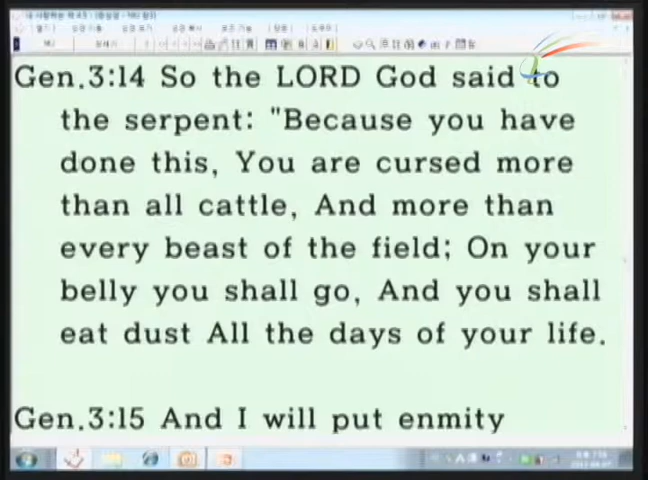 Gen.3:14 So the LORD God said to
the serpent: "Because you have
done this, You are cursed more
than all cattle, And more than
every beast of the field; On your
belly you shall go, And you shall
eat dust All the days of your life.
Gen.3:15 And I will put enmity